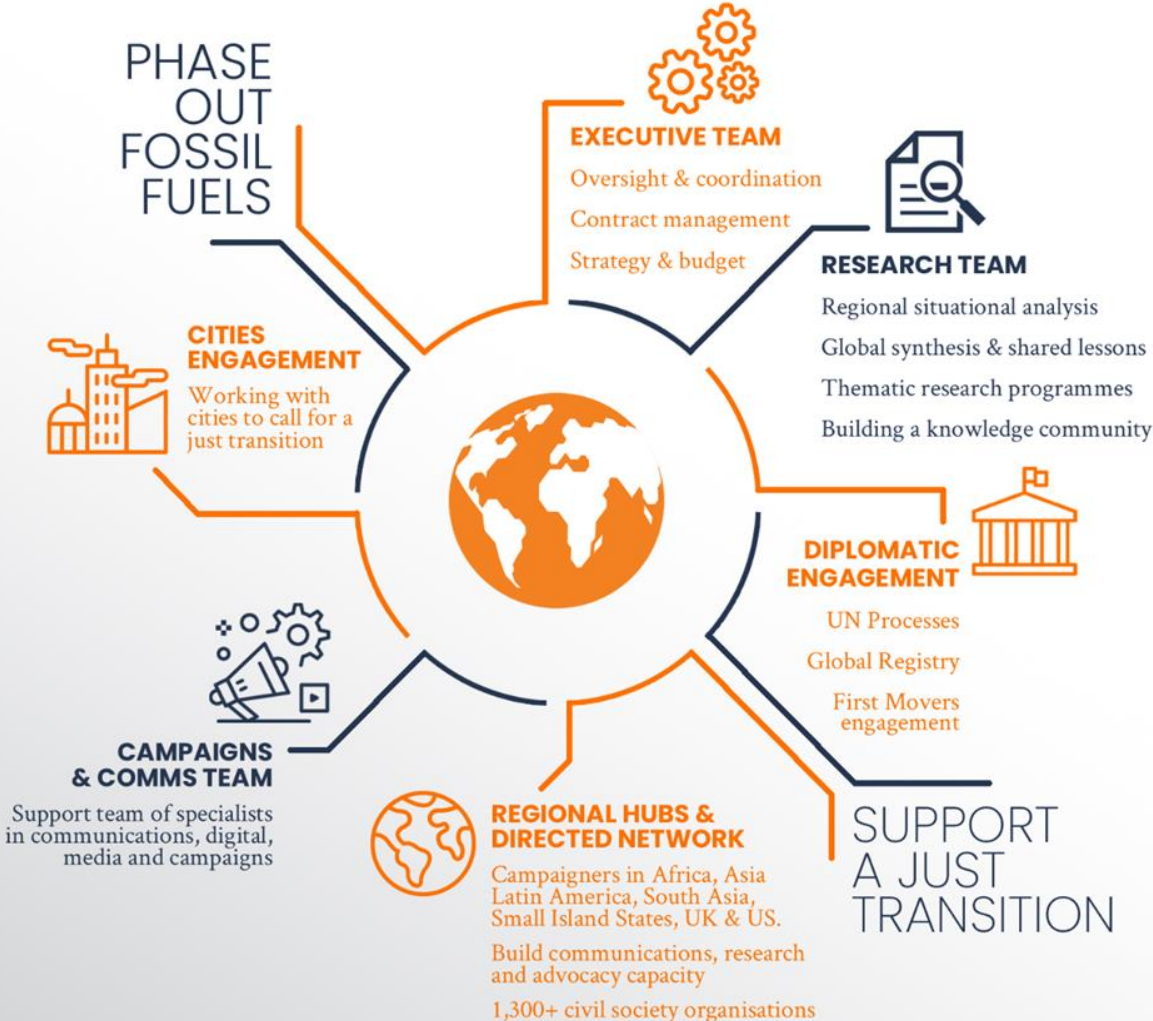 PHASE
OUT
FOSSIL
FUELS
EXECUTIVE TEAM
Oversight & coordination
Contract management
Strategy & budget
RESEARCH TEAM
Regional situational analysis
Global synthesis & shared lessons
Thematic research programmes
Building a knowledge community
CITIES
ENGAGEMENT
Working with
cities to call for a
just transition
DIPLOMATIC
ENGAGEMENT
UN Processes
Global Registry
First Movers
engagement
CAMPAIGNS
& COMMS TEAM
Support team of specialists
in communications, digital,
media and campaigns
REGIONAL HUBS &
DIRECTED NETWORK
Campaigners in Africa, Asia
Latin America, South Asia,
Small Island States, UK & US.
Build communications, research
and advocacy capacity
1,300+ civil society organisations
SUPPORT
A JUST
TRANSITION